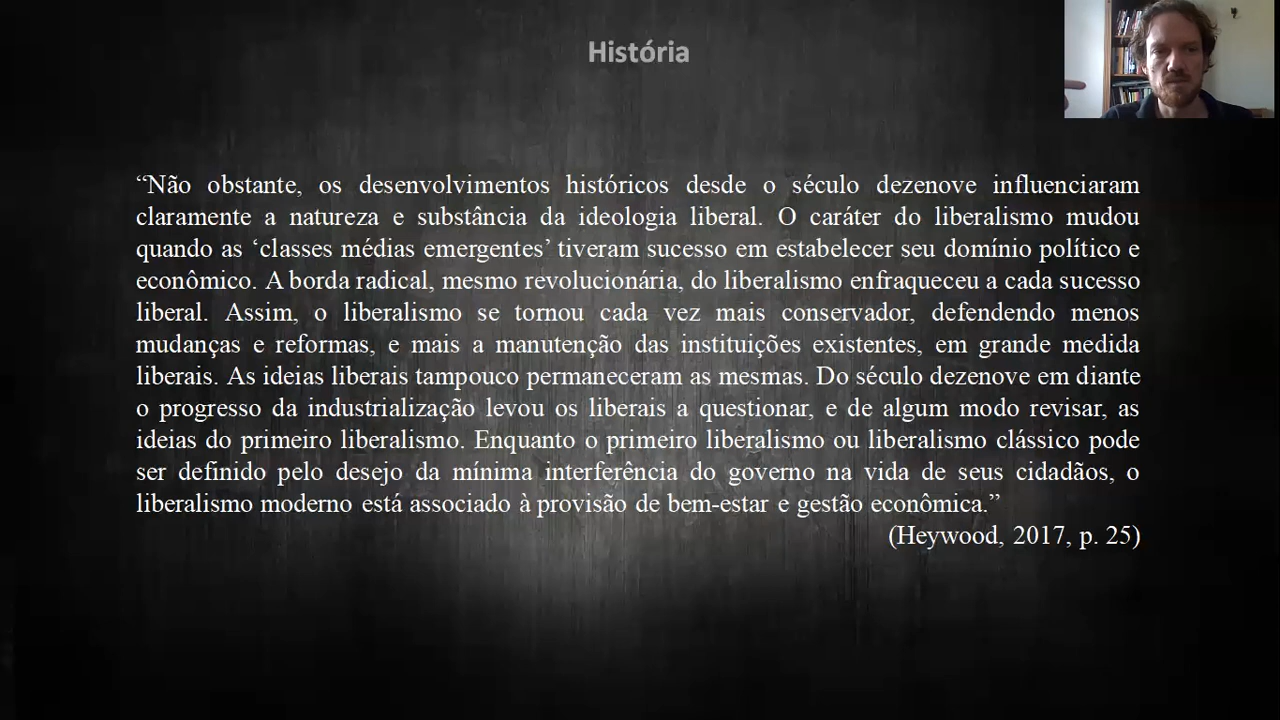 História
“Não obstante, os desenvolvimentos históricos desde o século dezenove influenciaram
claramente a natureza e substância da ideologia liberal. O caráter do liberalismo mudou
quando as ‘classes médias emergentes’ tiveram sucesso em estabelecer seu domínio político e
econômico. A borda radical, mesmo revolucionária, do liberalismo enfraqueceu a cada sucesso
liberal. Assim, o liberalismo se tornou cada vez mais conservador, defendendo menos
mudanças e reformas, e mais a manutenção das instituições existentes, em grande medida
liberais. As ideias liberais tampouco permaneceram as mesmas. Do século dezenove em diante
o progresso da industrialização levou os liberais a questionar, e de algum modo revisar, as
ideias do primeiro liberalismo. Enquanto o primeiro liberalismo ou liberalismo clássico pode
ser definido pelo desejo da mínima interferência do governo na vida de seus cidadãos, o
liberalismo moderno está associado à provisão de bem-estar e gestão econômica.”
(Heywood, 2017, p. 25)